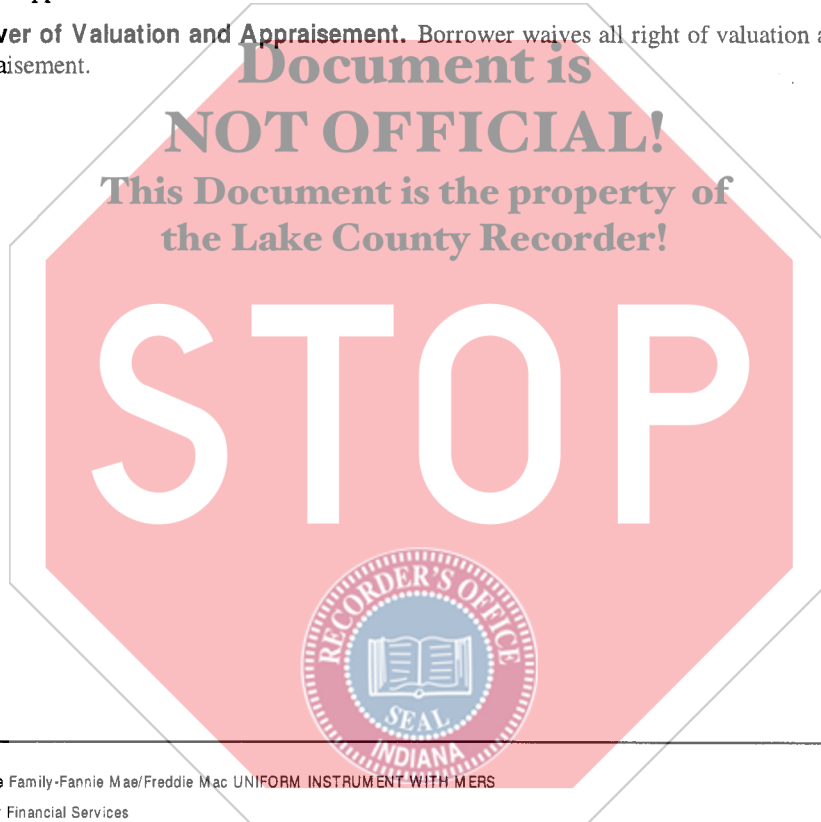 ver of Valuation and Appraisement. Borrower waives all right of valuation a
aisement.
Document is
NOT OFFICIAL!
This Document is the property of
the Lake County Recorder!
STOP
RECORDER'S OFFICE
SEAL
INDIANA
e Family-Fannie Mae/Freddie Mac UNIFORM INSTRUMENT WITH MERS
Financial Services